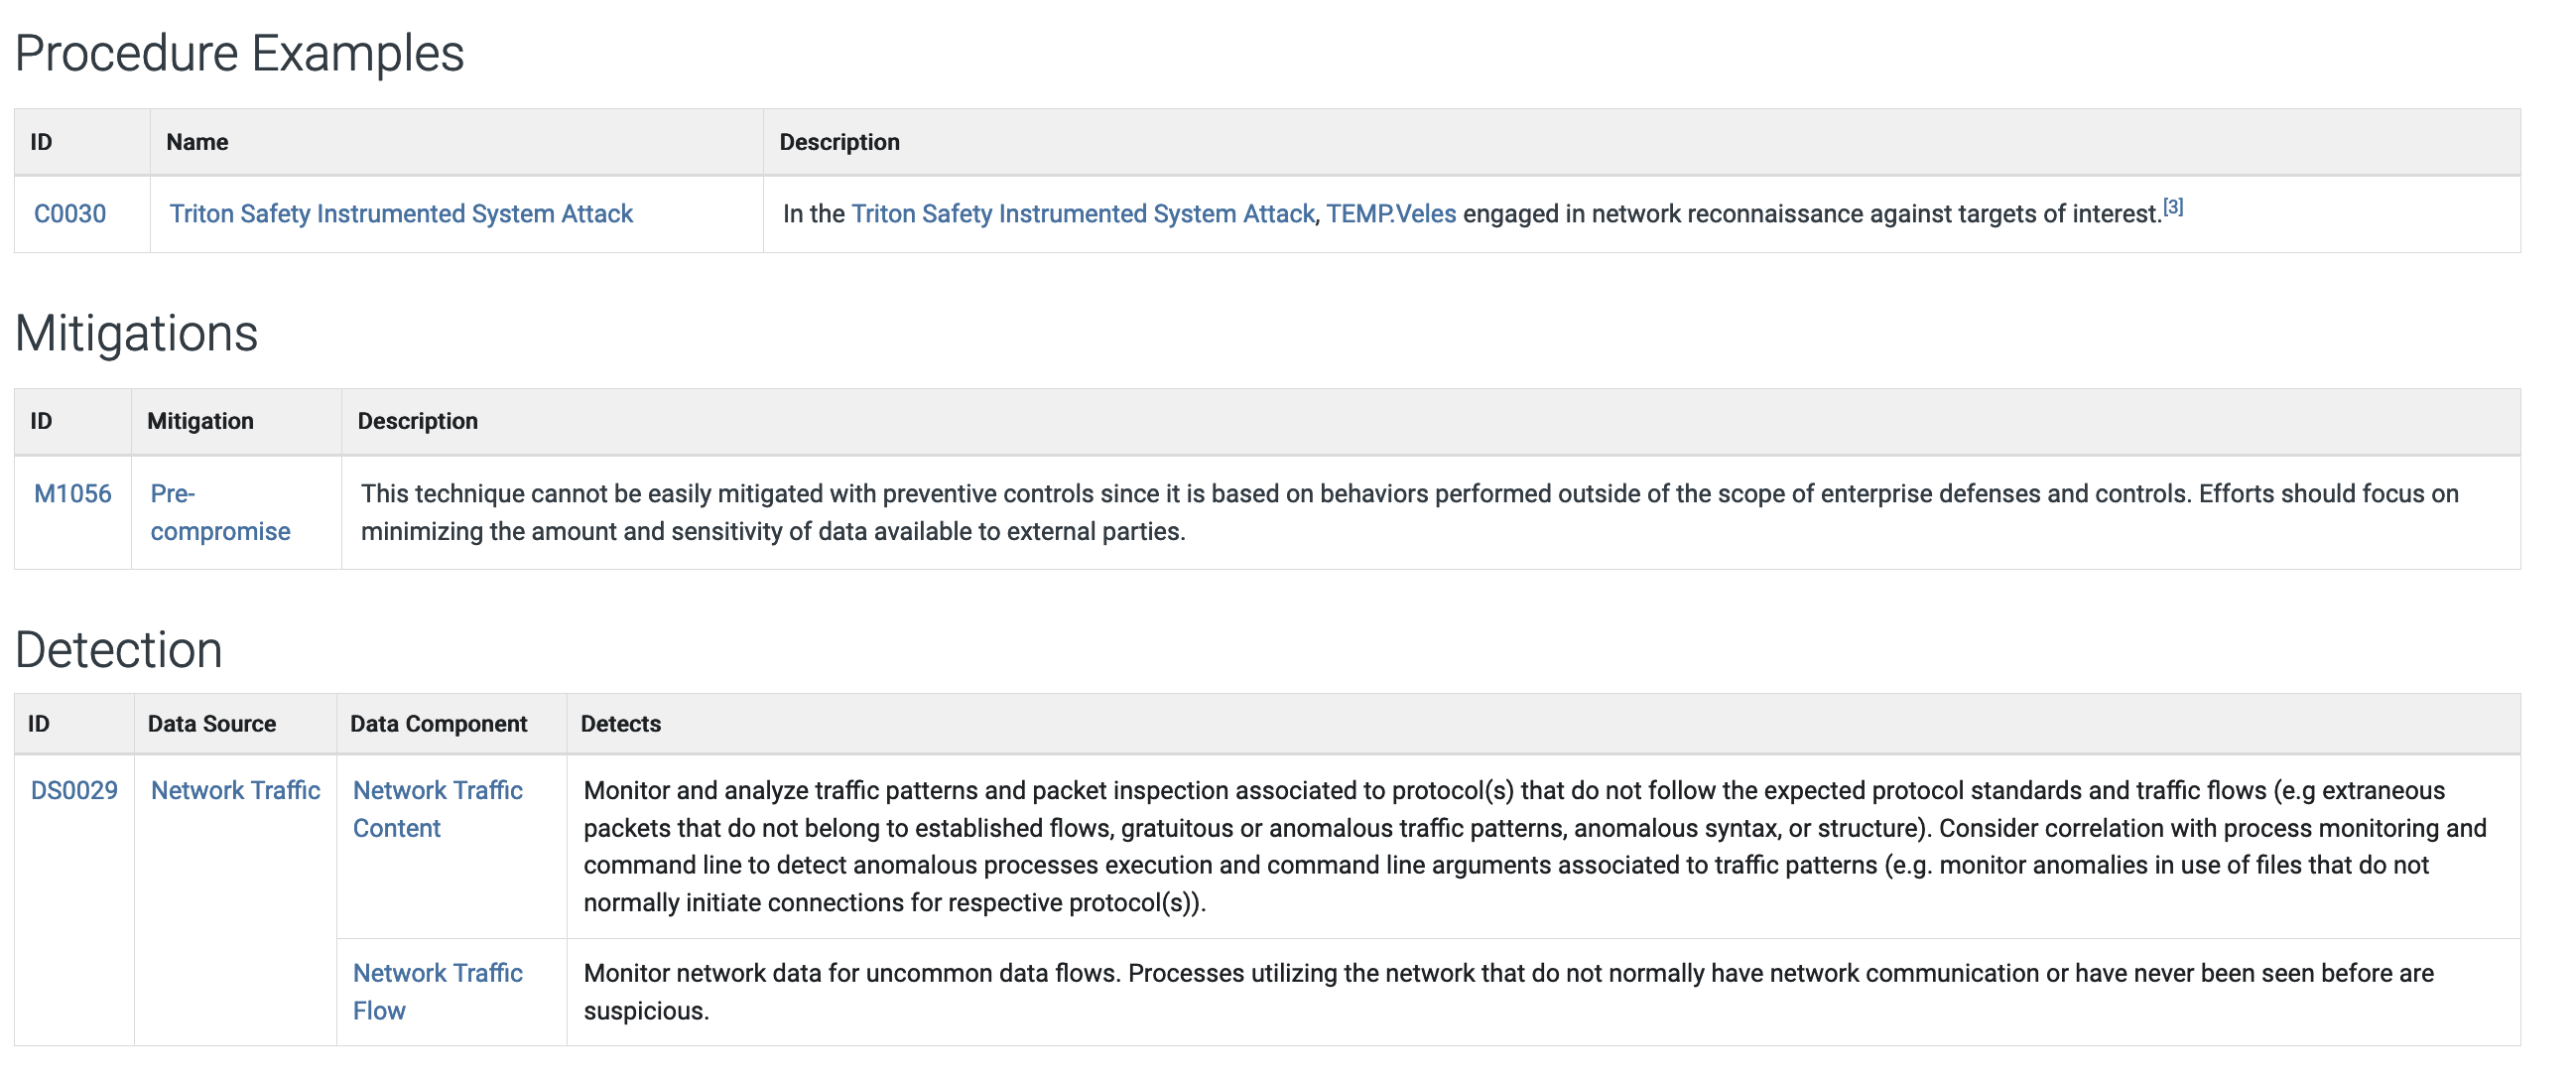 Procedure Examples
ID Name Description
C0030 Triton Safety Instrumented System Attack In the Triton Safety Instrumented System Attack, TEMP.Veles engaged in network reconnaissance against targets of interest.[3]
Mitigations
ID Mitigation Description
M1056 Pre- This technique cannot be easily mitigated with preventive controls since it is based on behaviors performed outside of the scope of enterprise defenses and controls. Efforts should focus on
compromise minimizing the amount and sensitivity of data available to external parties.
Detection
ID Data Source Data Component Detects
DS0029 Network Traffic Network Traffic Monitor and analyze traffic patterns and packet inspection associated to protocol(s) that do not follow the expected protocol standards and traffic flows (e.g extraneous
Content packets that do not belong to established flows, gratuitous or anomalous traffic patterns, anomalous syntax, or structure). Consider correlation with process monitoring and
command line to detect anomalous processes execution and command line arguments associated to traffic patterns (e.g. monitor anomalies in use of files that do not
normally initiate connections for respective protocol(s)).
Network Traffic Monitor network data for uncommon data flows. Processes utilizing the network that do not normally have network communication or have never been seen before are
Flow suspicious.